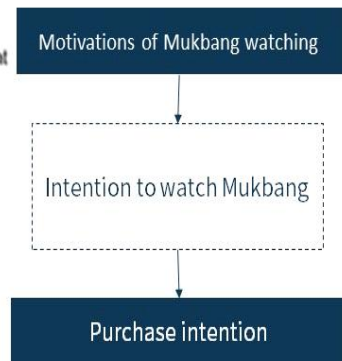 Motivations of Mukbang watching
Intention to watch Mukbang
Purchase intention